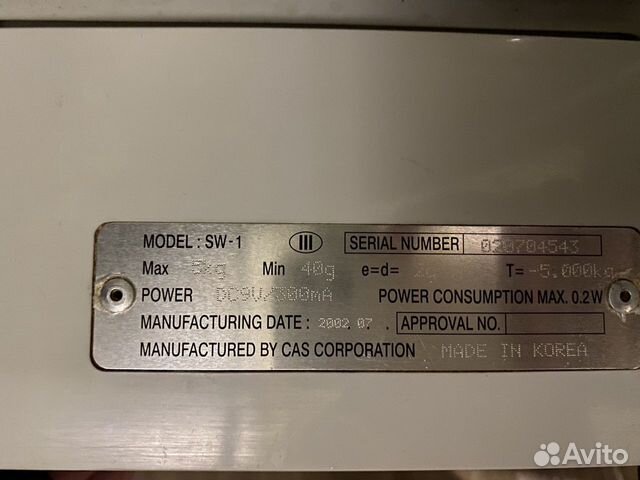 MODEL : SW-1 III SERIAL NUMBER 020704543
Max 5kg Min 40g e=d= 2g T= -5.000kg
POWER DC9V/300mA POWER CONSUMPTION MAX. 0.2W
MANUFACTURING DATE : 2002 07 . APPROVAL NO.
MANUFACTURED BY CAS CORPORATION MADE IN KOREA
Avito